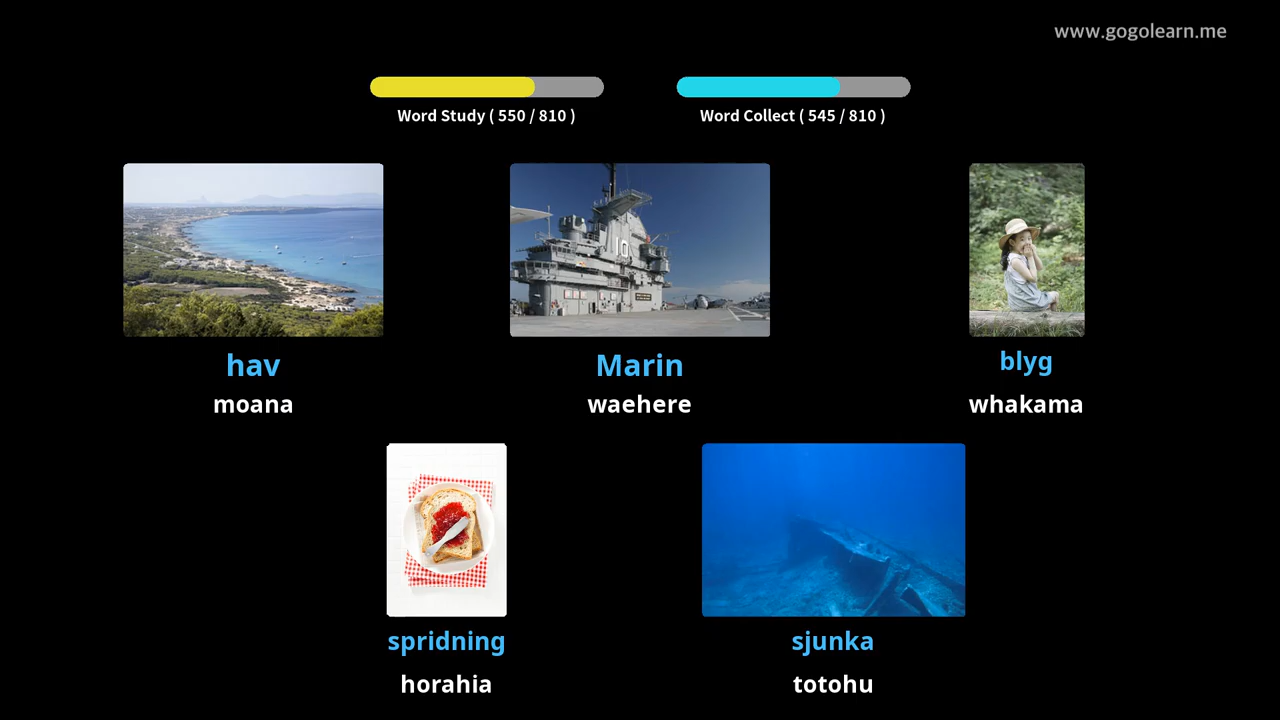 www.gogolearn.me
Word Study ( 550 / 810 )
Word Collect ( 545 / 810 )
10
hav
Marin
blyg
moana
waehere
whakama
spridning
sjunka
horahia
totohu